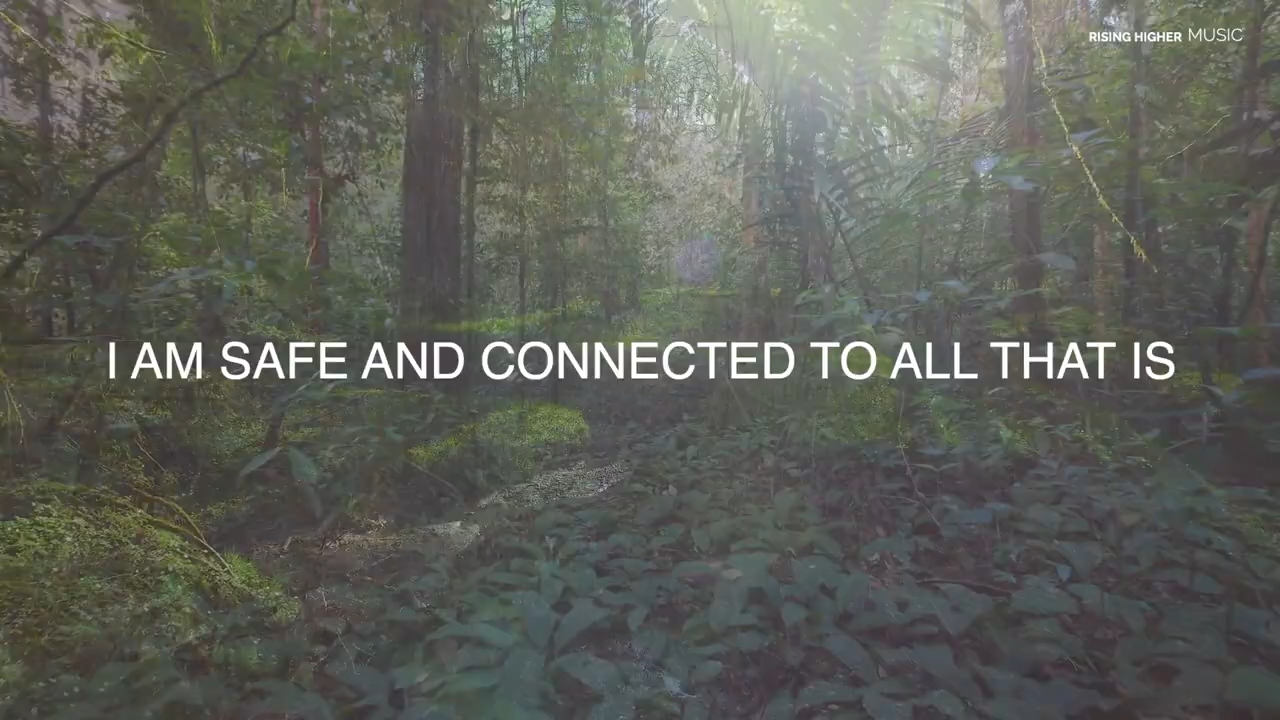 RISING HIGHER MUSIC
I AM SAFE AND CONNECTED TO ALL THAT IS